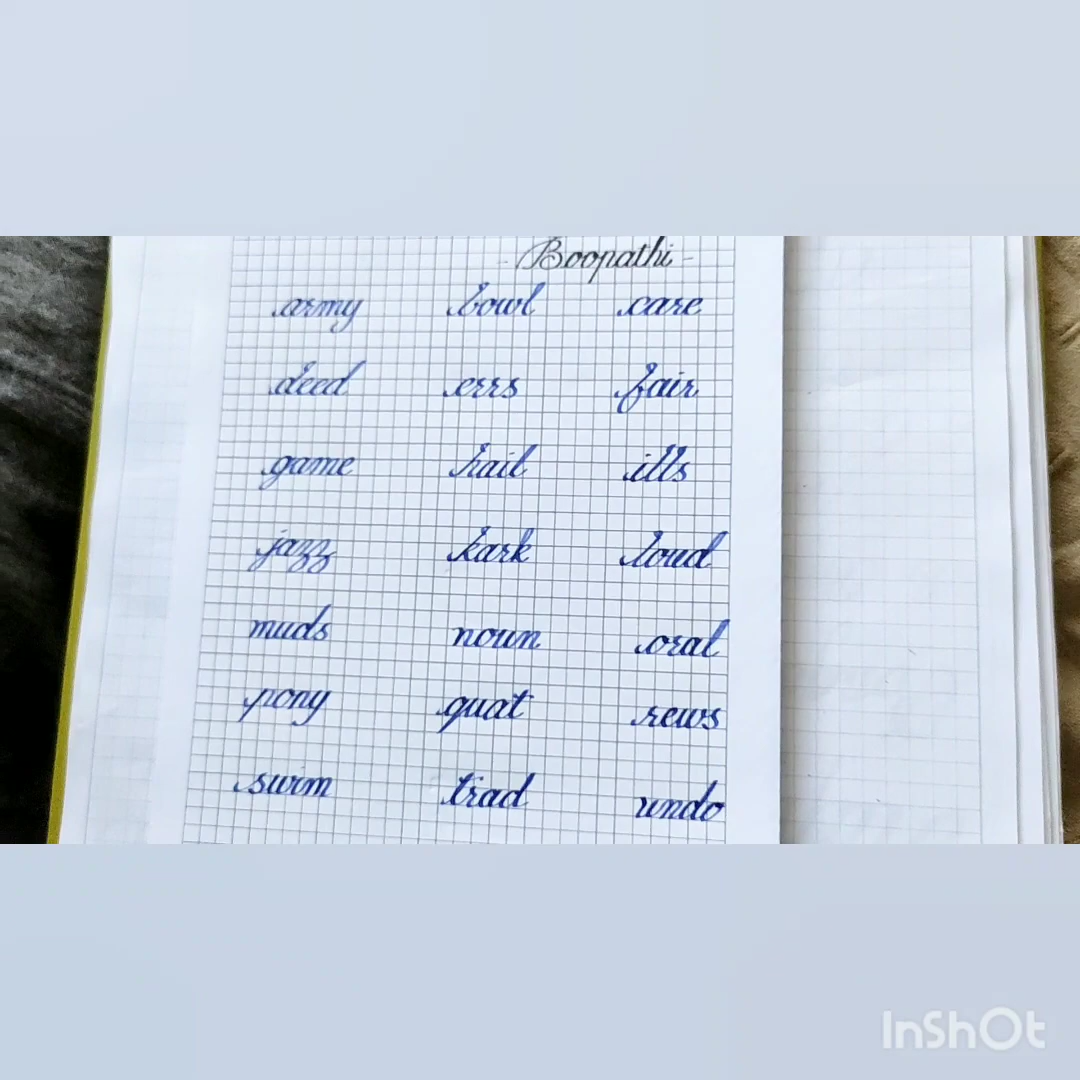 - Boopathi -
army bowl care
deed errs fair
game hail ills
jazz kark loud
muds noun oral
pony quat rews
swim trad undo
InShOt